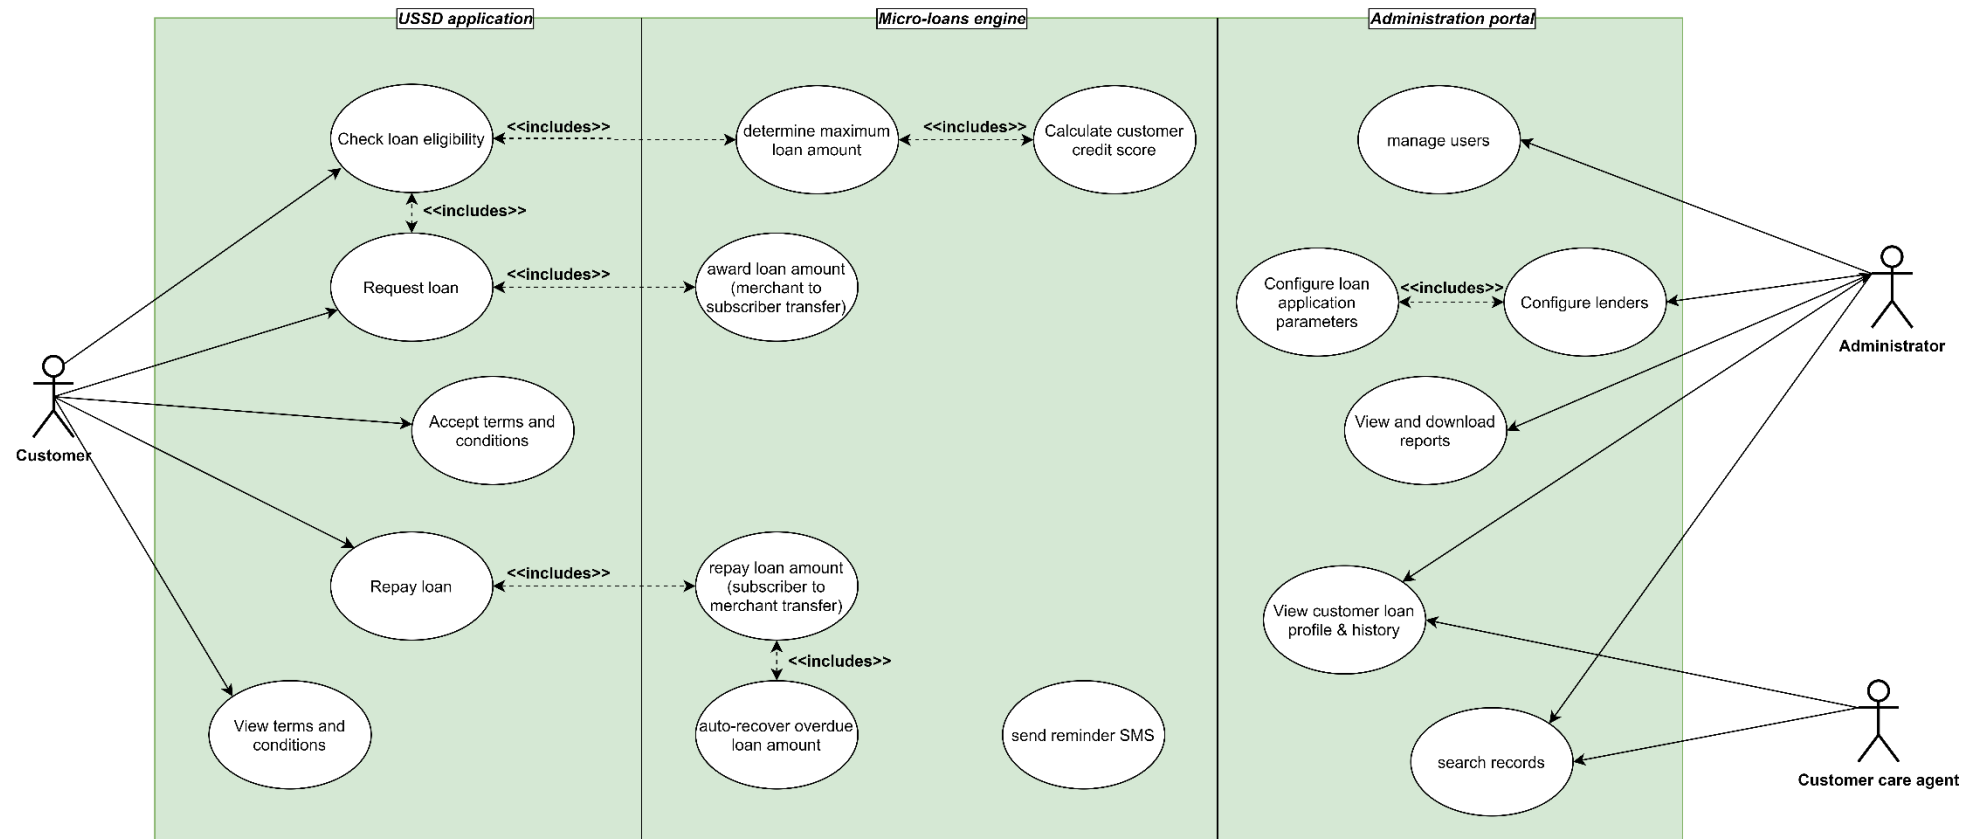 USSD application
Micro-loans engine
Administration portal
Check loan eligibility
<<includes>>
determine maximum
loan amount
<<includes>>
Calculate customer
credit score
manage users
<<includes>>
Request loan
<<includes>>
award loan amount
(merchant to
subscriber transfer)
Configure loan
application
parameters
<<includes>>
Configure lenders
Administrator
Customer
Accept terms and
conditions
View and download
reports
Repay loan
<<includes>>
repay loan amount
(subscriber to
merchant transfer)
View customer loan
profile & history
<<includes>>
View terms and
conditions
auto-recover overdue
loan amount
send reminder SMS
search records
Customer care agent